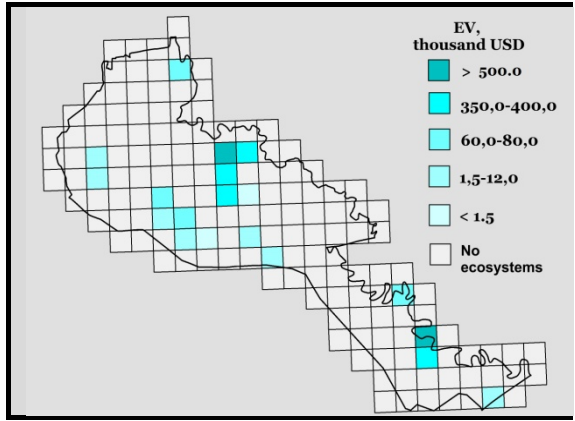 EV,
thousand USD
> 500.0
350,0-400,0
60,0-80,0
1,5-12,0
< 1.5
No
ecosystems